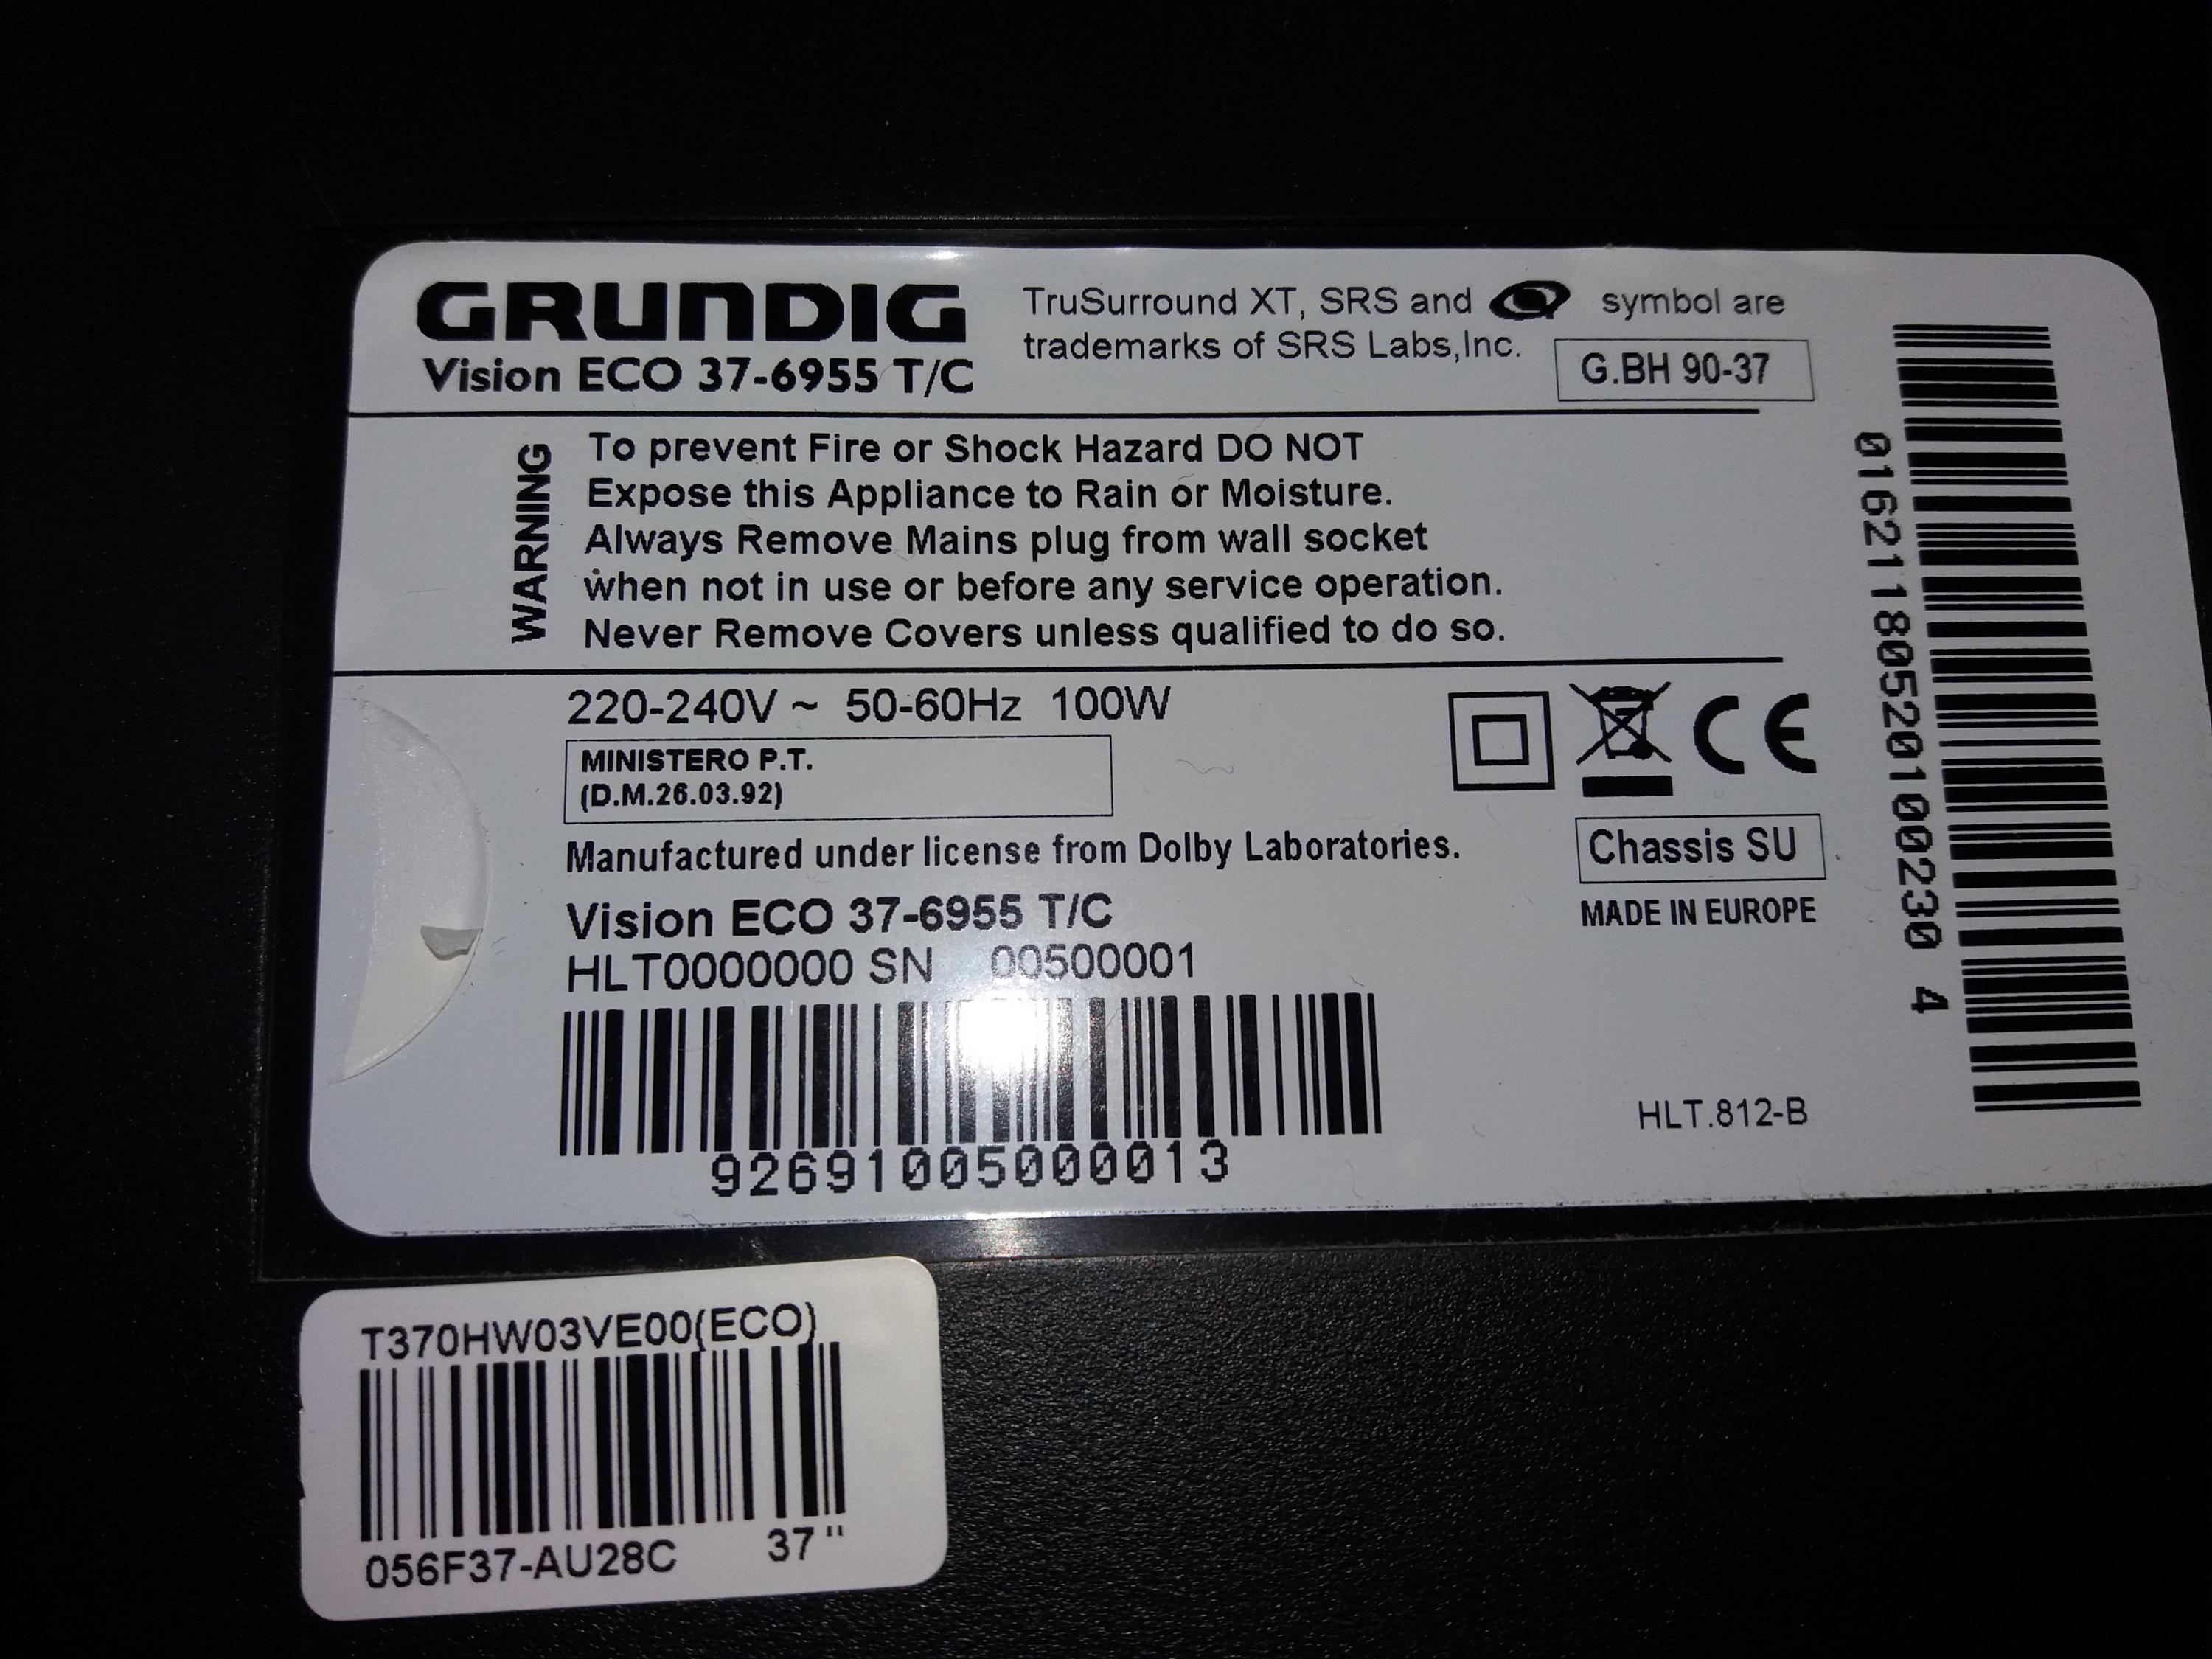 GRUNDIG
Vision ECO 37-6955 T/C
TruSurround XT, SRS and symbol are
trademarks of SRS Labs,Inc.
G.BH 90-37
WARNING
To prevent Fire or Shock Hazard DO NOT
Expose this Appliance to Rain or Moisture.
Always Remove Mains plug from wall socket
when not in use or before any service operation.
Never Remove Covers unless qualified to do so.
220-240V ~ 50-60Hz 100W
MINISTERO P.T.
(D.M.26.03.92)
Manufactured under license from Dolby Laboratories.
CE
Chassis SU
MADE IN EUROPE
Vision ECO 37-6955 T/C
HLT0000000 SN 00500001
92691005000013
HLT.812-B
01621180520100230 4
T370HW03VE00(ECO)
056F37-AU28C 37"